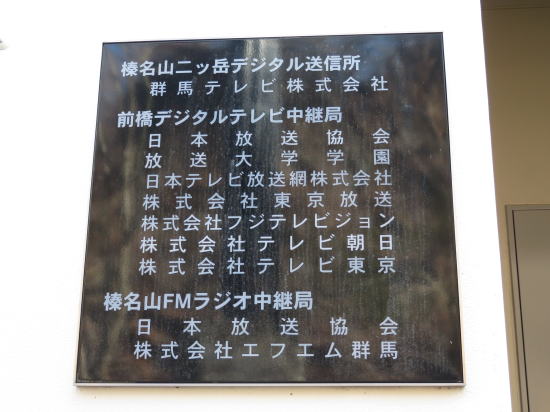 榛名山二ッ岳デジタル送信所
群馬テレビ株式会社
前橋デジタルテレビ中継局
日本放送協会
放送大学学園
日本テレビ放送網株式会社
株式会社東京放送
株式会社フジテレビジョン
株式会社テレビ朝日
株式会社テレビ東京
榛名山FMラジオ中継局
日本放送協会
株式会社エフエム群馬